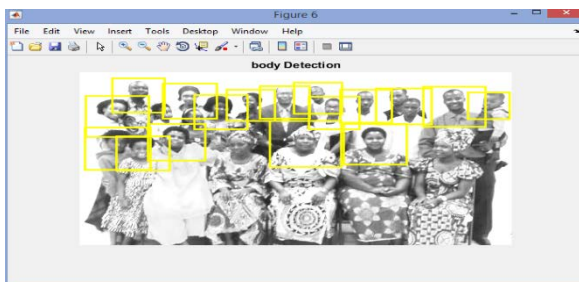 Figure 6
File Edit View Insert Tools Desktop Window Help
body Detection